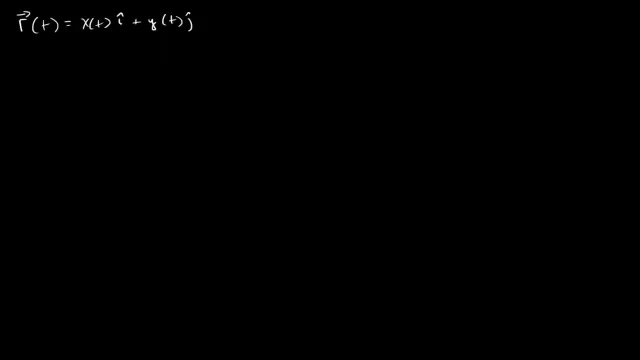 r⃗(t) = x(t) î + y(t) ĵ